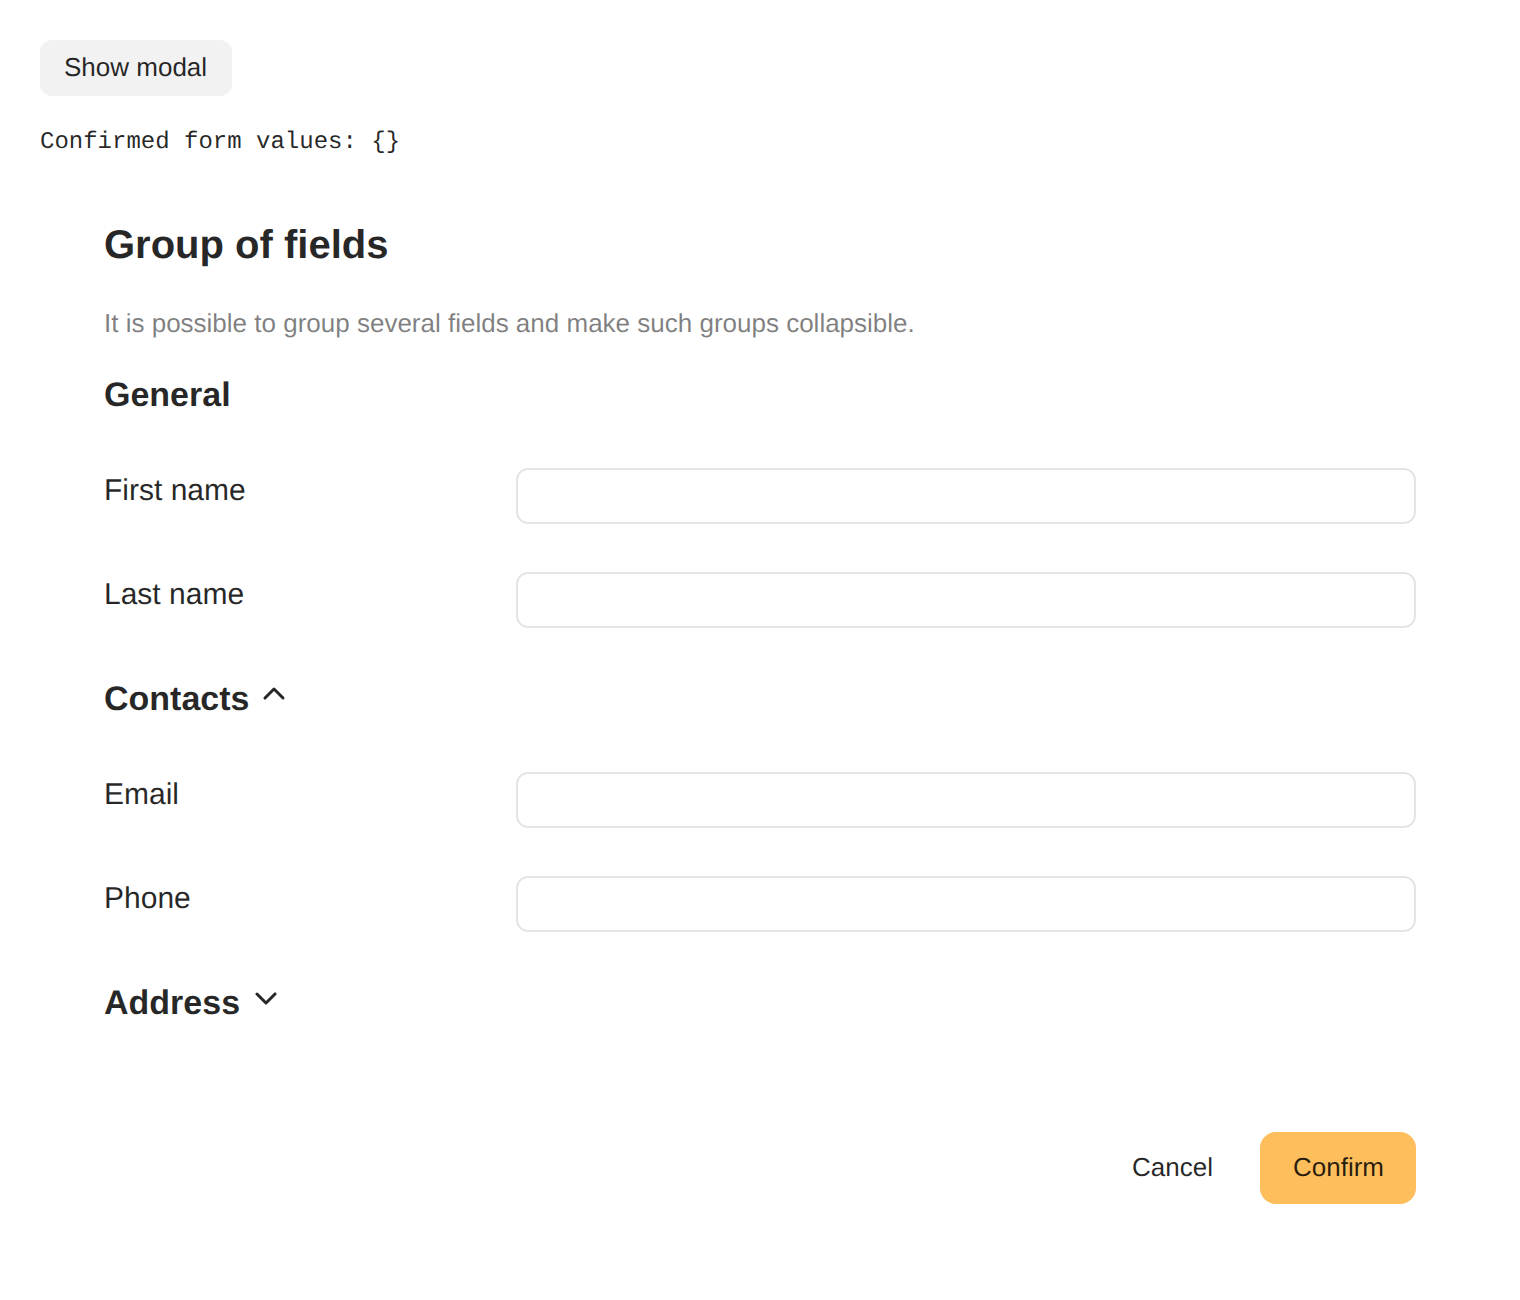 Show modal
Confirmed form values: {}
Group of fields
It is possible to group several fields and make such groups collapsible.
General
First name
Last name
Contacts
Email
Phone
Address
Cancel
Confirm